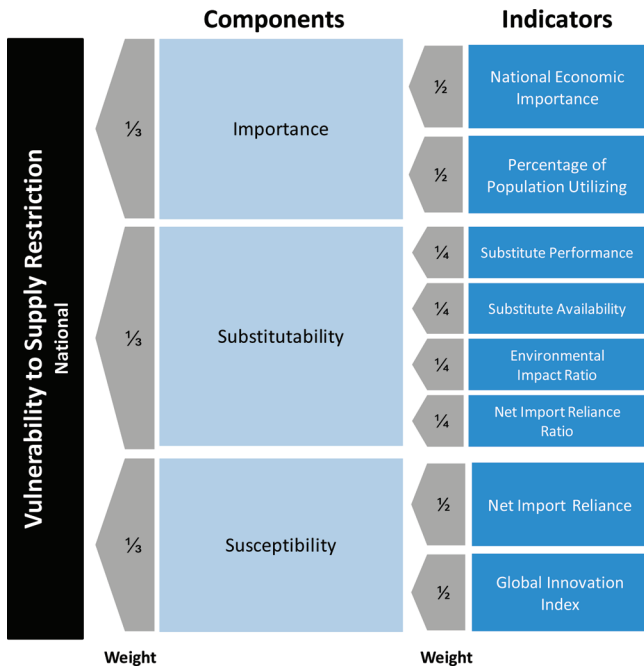 Components
Indicators
Vulnerability to Supply Restriction
National
⅓
Importance
½
National Economic
Importance
½
Percentage of
Population Utilizing
⅓
Substitutability
¼
Substitute Performance
¼
Substitute Availability
¼
Environmental
Impact Ratio
¼
Net Import Reliance
Ratio
⅓
Susceptibility
½
Net Import Reliance
½
Global Innovation
Index
Weight
Weight